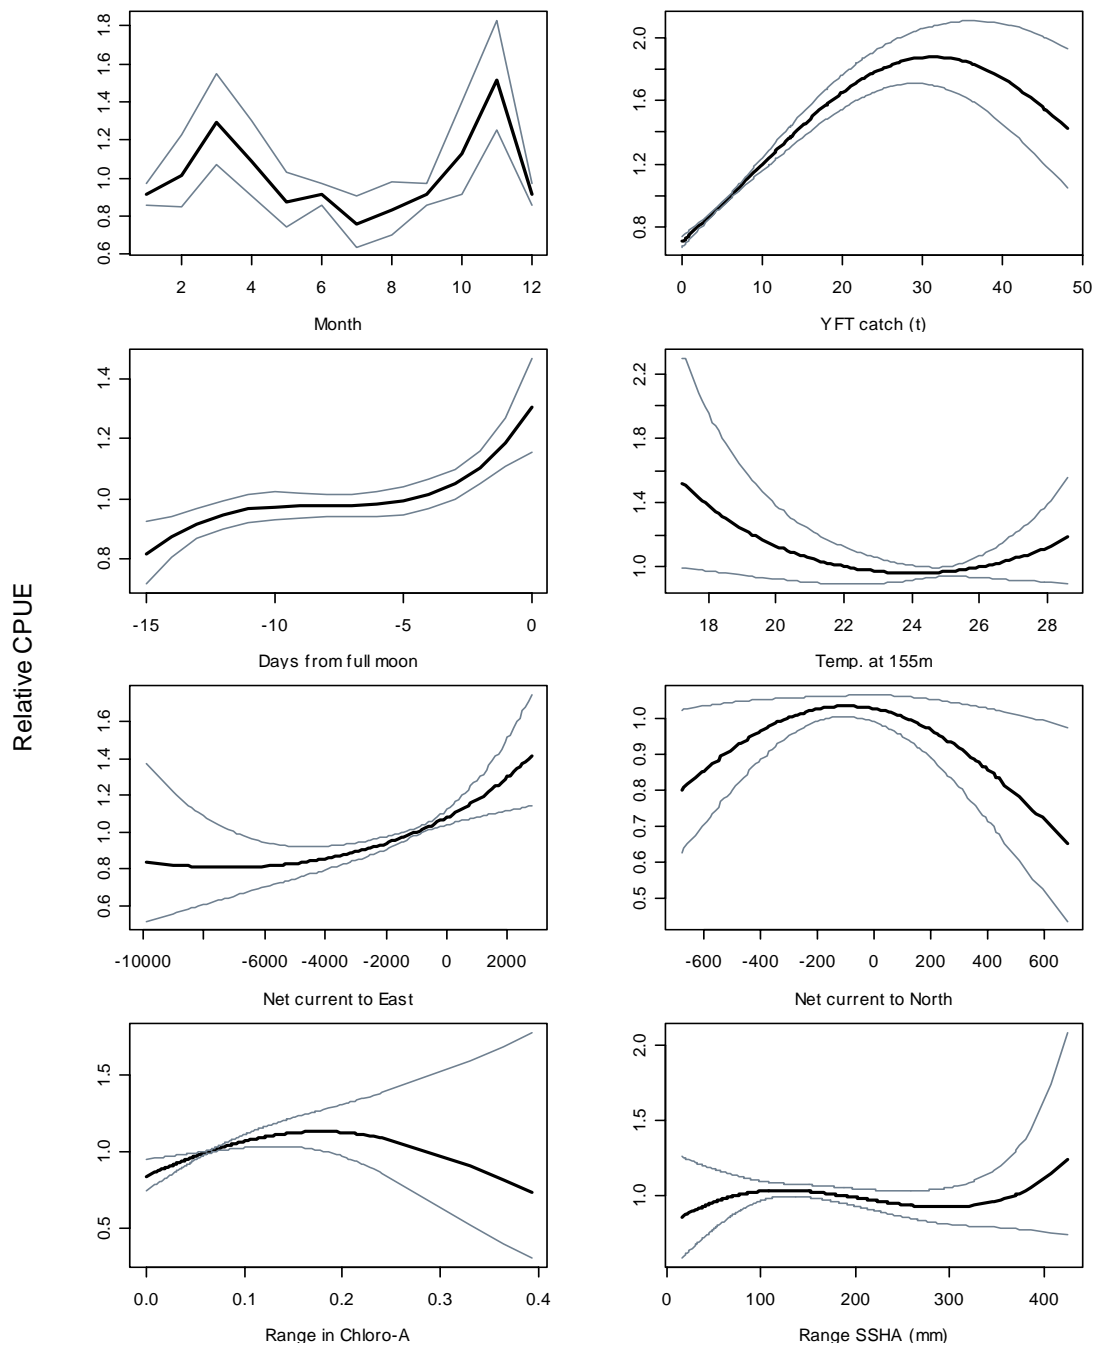 Relative CPUE
0.6 0.8 1.0 1.2 1.4 1.6 1.8
2 4 6 8 10 12
Month
0.8 1.2 1.6 2.0
0 10 20 30 40 50
YFT catch (t)
0.8 1.0 1.2 1.4
-15 -10 -5 0
Days from full moon
1.0 1.4 1.8 2.2
18 20 22 24 26 28
Temp. at 155m
0.6 0.8 1.0 1.2 1.4 1.6
-10000 -6000 -4000 -2000 0 2000
Net current to East
0.5 0.6 0.7 0.8 0.9 1.0
-600 -400 -200 0 200 400 600
Net current to North
0.5 1.0 1.5
0.0 0.1 0.2 0.3 0.4
Range in Chloro-A
1.0 1.5 2.0
0 100 200 300 400
Range SSHA (mm)